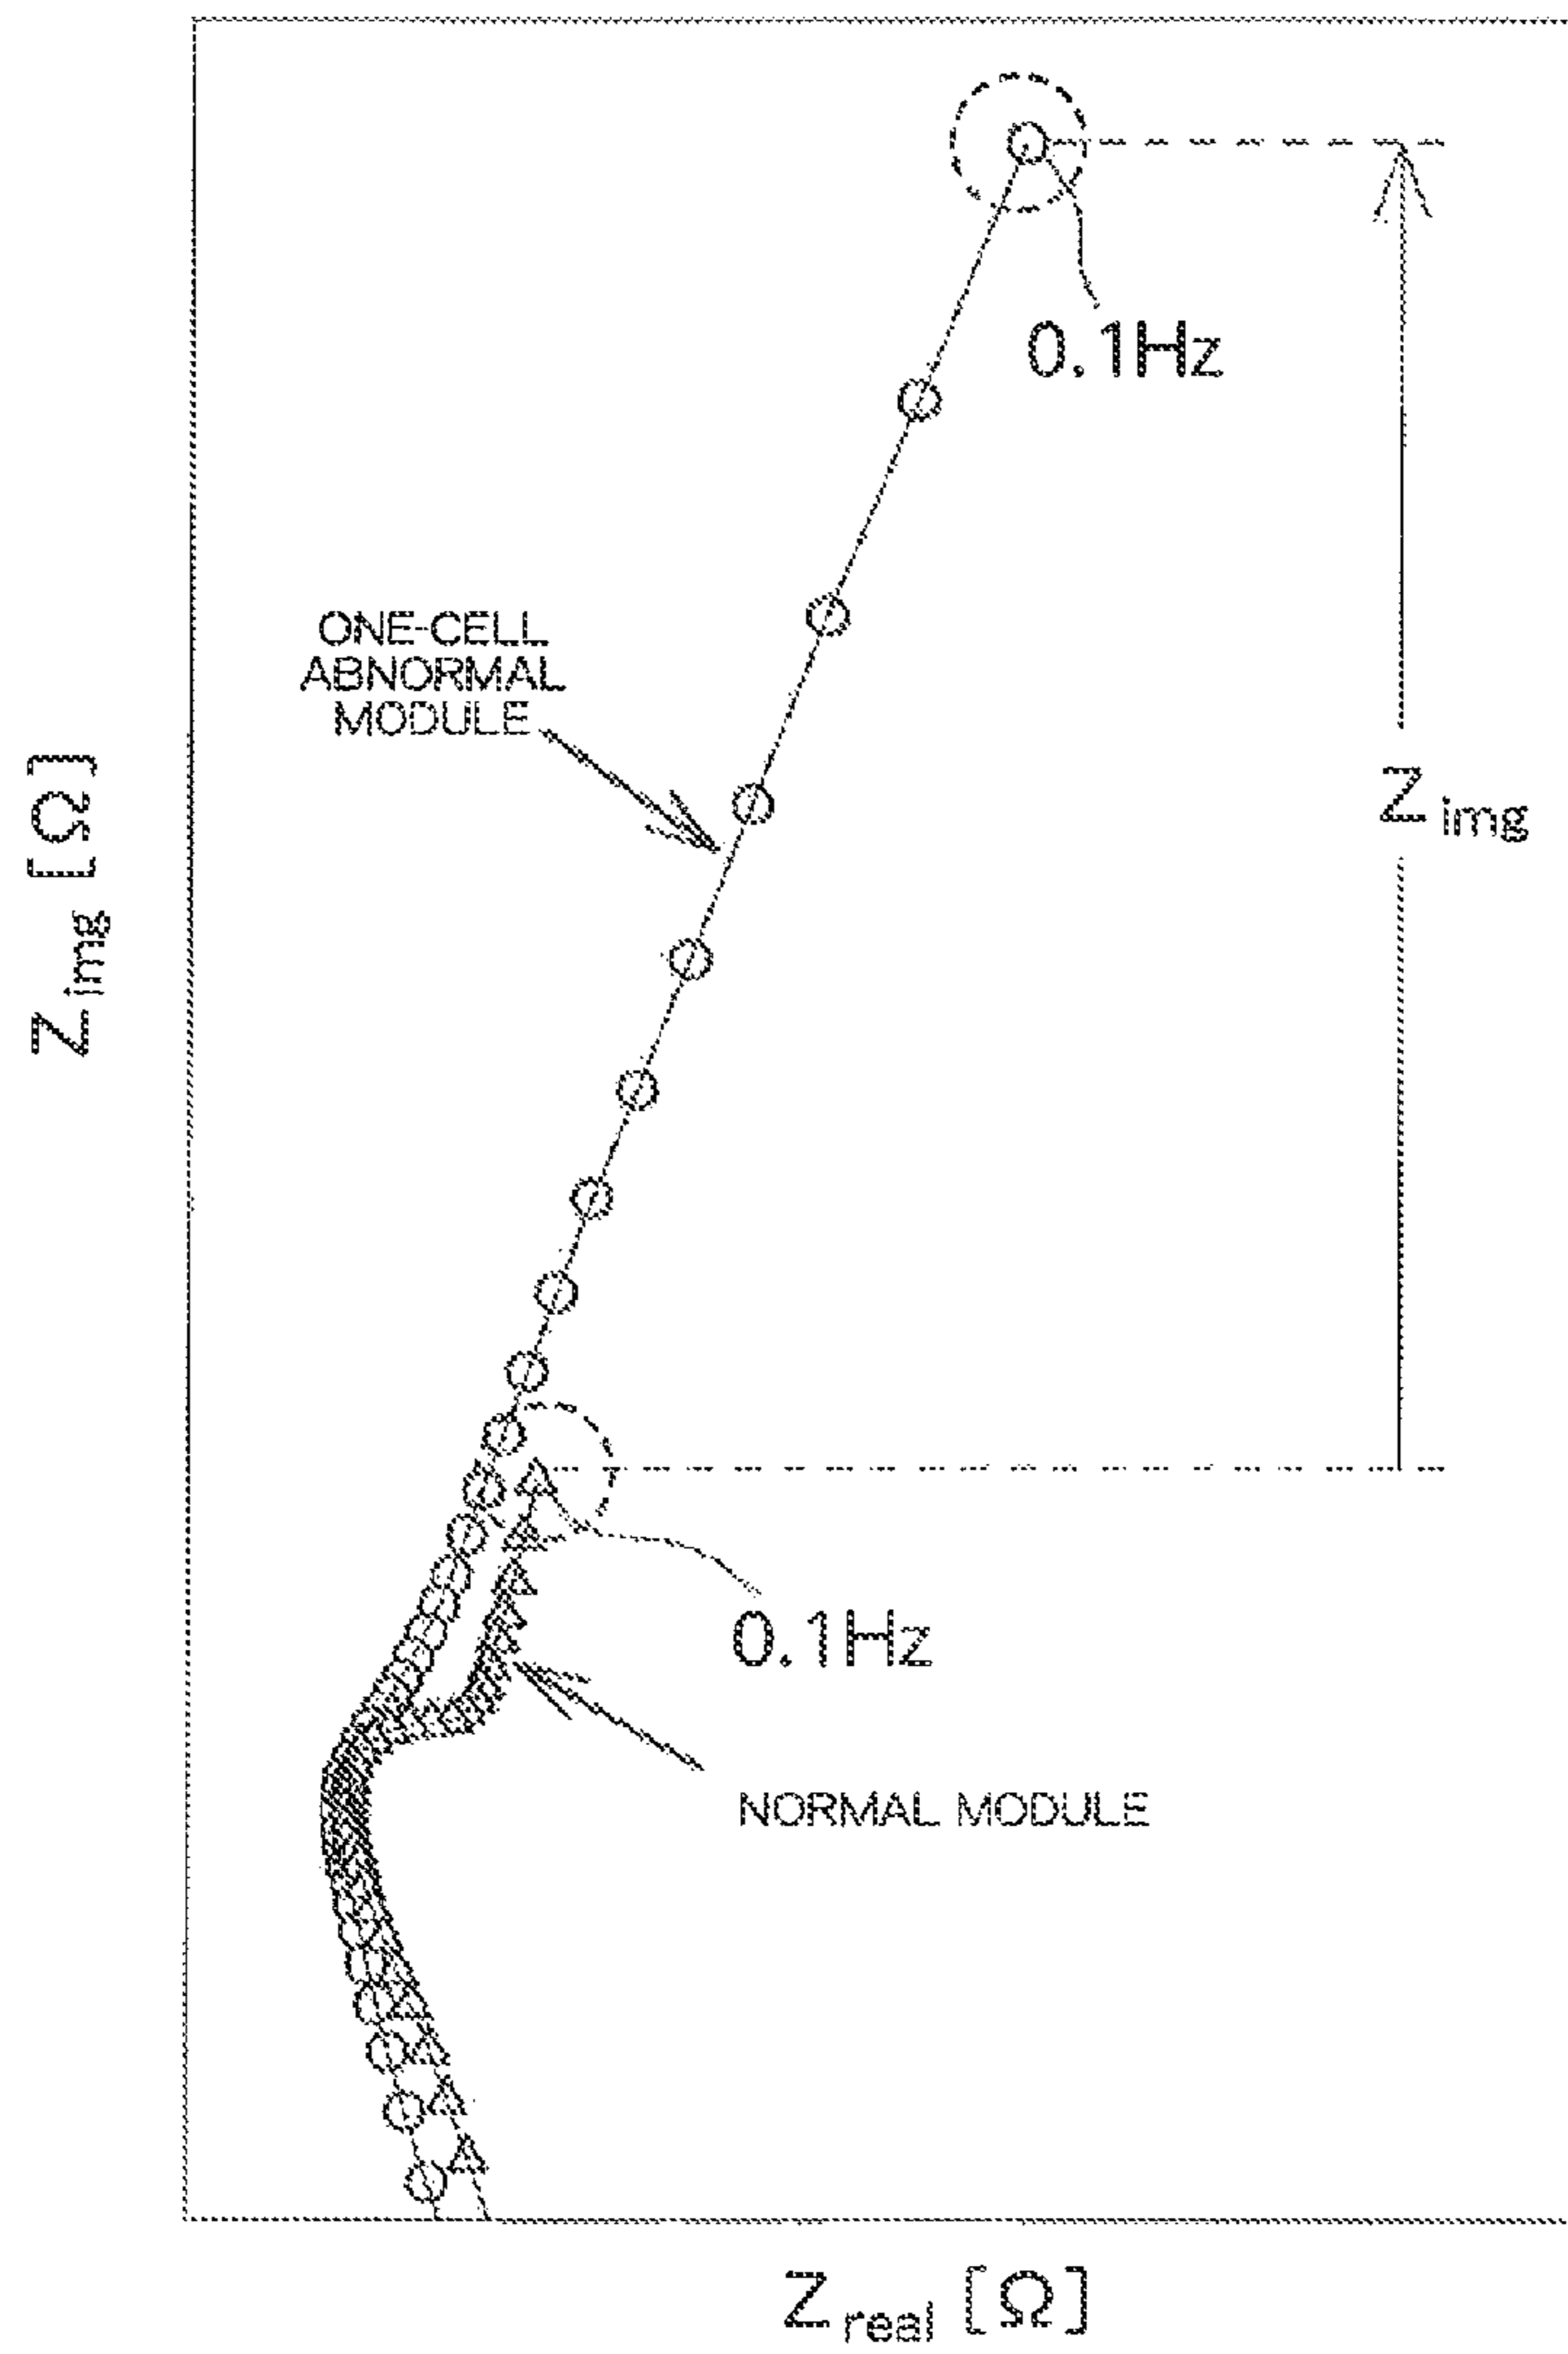 0.1Hz
ONE-CELL
ABNORMAL
MODULE
Z img
Z img [Ω]
0.1Hz
NORMAL MODULE
Z real [Ω]